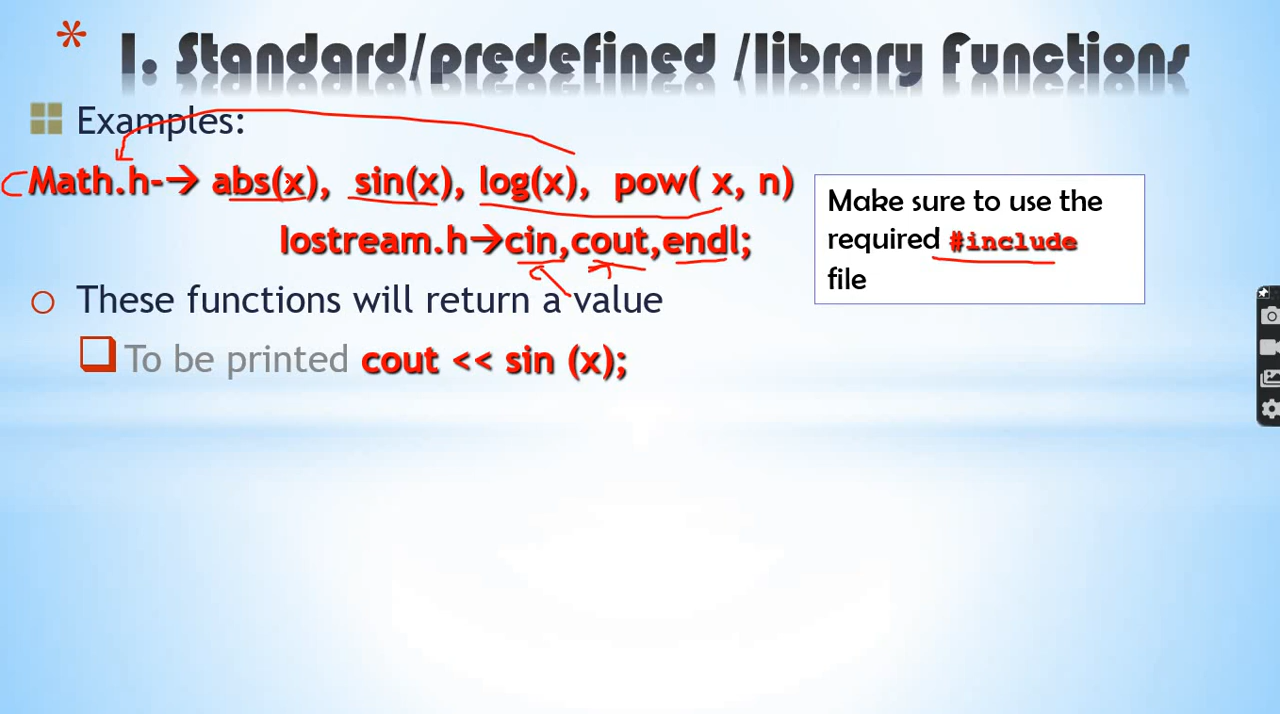 * I. Standard/predefined /library Functions
Examples:
Math.h-→ abs(x), sin(x), log(x), pow( x, n)
Iostream.h→cin,cout,endl;
Make sure to use the
required #include
file
These functions will return a value
To be printed cout << sin (x);